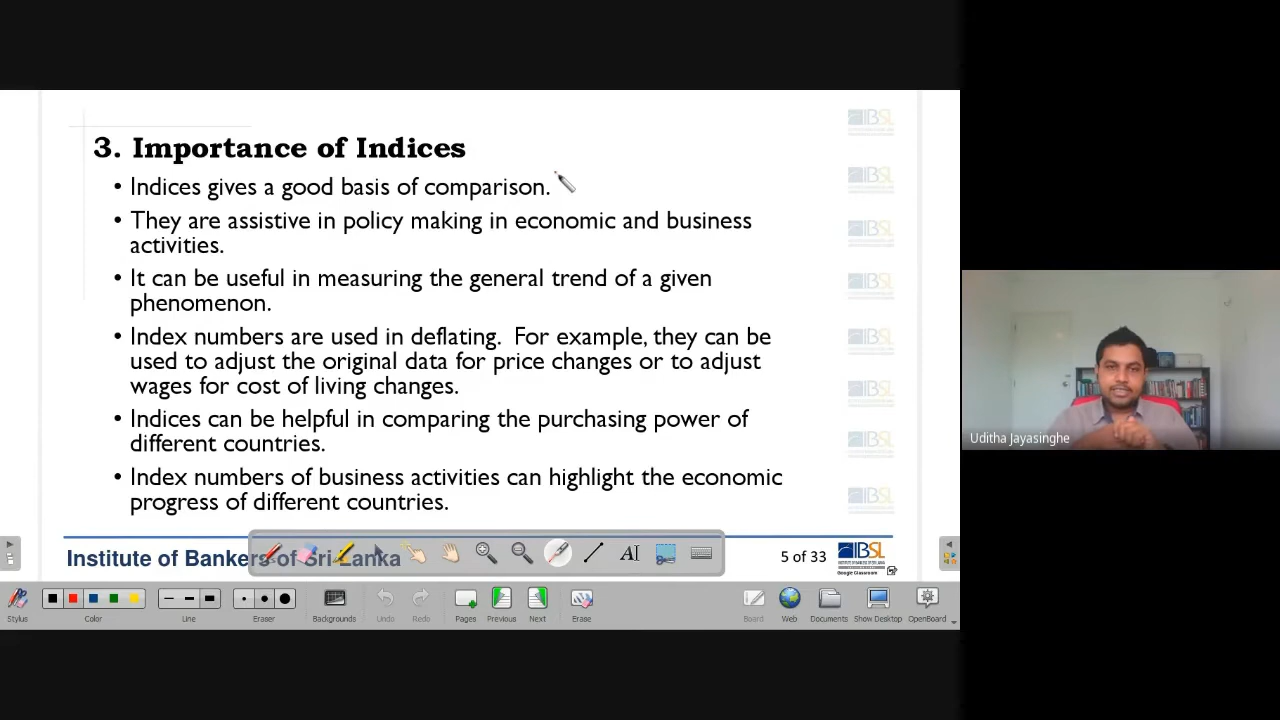 3. Importance of Indices
• Indices gives a good basis of comparison.
• They are assistive in policy making in economic and business
activities.
• It can be useful in measuring the general trend of a given
phenomenon.
• Index numbers are used in deflating. For example, they can be
used to adjust the original data for price changes or to adjust
wages for cost of living changes.
• Indices can be helpful in comparing the purchasing power of
different countries.
• Index numbers of business activities can highlight the economic
progress of different countries.
Institute of Bankers of Sri Lanka
5 of 33
IBSL
Google Classroom
Stylus
Color
Line
Eraser
Backgrounds
Undo
Redo
Pages
Previous
Next
Erase
Board
Web
Documents
Show Desktop
OpenBoard
Uditha Jayasinghe